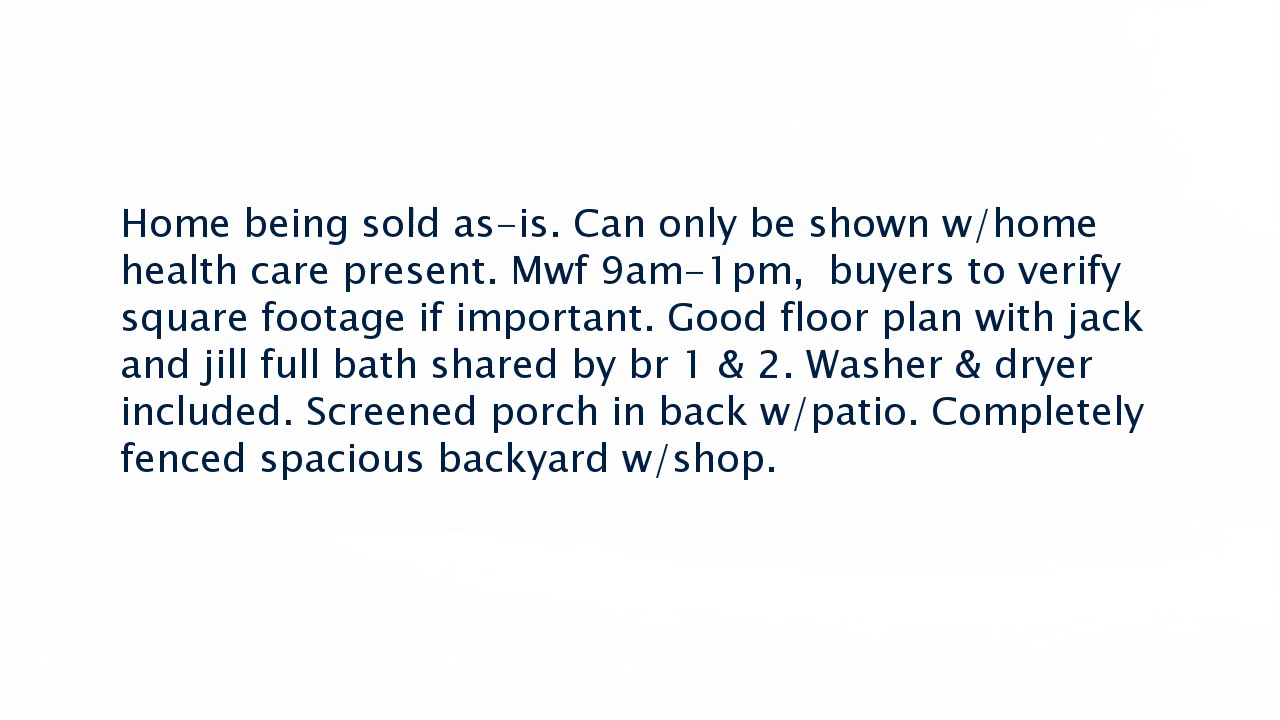 Home being sold as-is. Can only be shown w/home
health care present. Mwf 9am-1pm,  buyers to verify
square footage if important. Good floor plan with jack
and jill full bath shared by br 1 & 2. Washer & dryer
included. Screened porch in back w/patio. Completely
fenced spacious backyard w/shop.